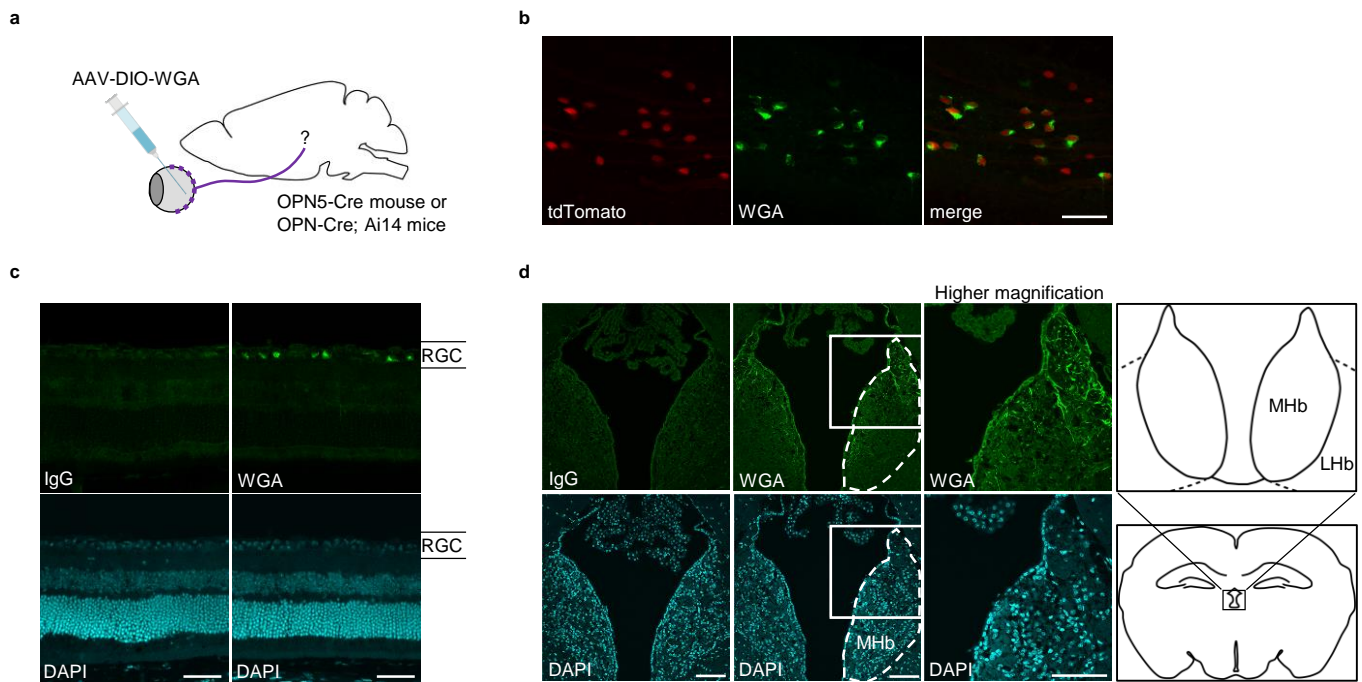 a
AAV-DIO-WGA
?
OPN5-Cre mouse or
OPN-Cre; Ai14 mice
b
tdTomato
WGA
merge
c
IgG
WGA
RGC
DAPI
RGC
d
Higher magnification
IgG
WGA
WGA
MHb
LHb
DAPI
DAPI
MHb
DAPI